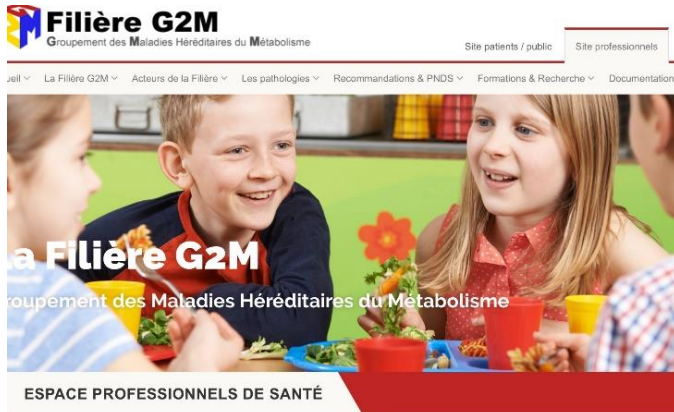 Filière G2M
Groupement des Maladies Héréditaires du Métabolisme
Site patients / public
Site professionnels
La Filière G2M
Acteurs de la Filière
Les pathologies
Recommandations & PNDS
Formations & Recherche
Documentation
La Filière G2M
Groupement des Maladies Héréditaires du Métabolisme
ESPACE PROFESSIONNELS DE SANTÉ